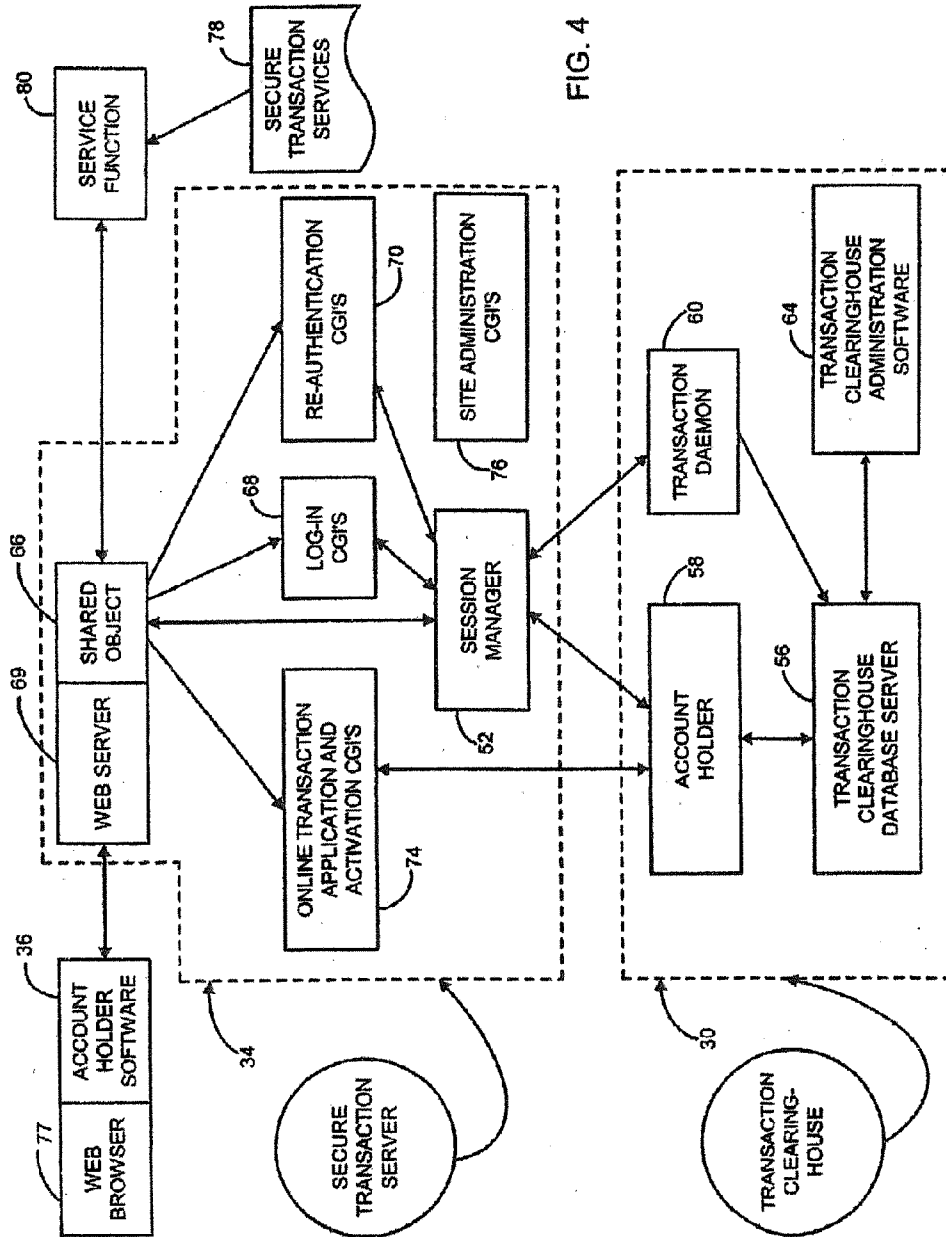 77
WEB
BROWSER
36
ACCOUNT
HOLDER
SOFTWARE
69
WEB SERVER
66
SHARED
OBJECT
80
SERVICE
FUNCTION
78
SECURE
TRANSACTION
SERVICES
34
SECURE
TRANSACTION
SERVER
ONLINE TRANSACTION
APPLICATION AND
ACTIVATION CGI'S
74
68
LOG-IN
CGI'S
RE-AUTHENTICATION
CGI'S
70
SESSION
MANAGER
52
SITE ADMINISTRATION
CGI'S
76
FIG. 4
30
TRANSACTION
CLEARING-
HOUSE
ACCOUNT
HOLDER
58
TRANSACTION
DAEMON
60
TRANSACTION
CLEARINGHOUSE
DATABASE SERVER
56
TRANSACTION
CLEARINGHOUSE
ADMINISTRATION
SOFTWARE
64